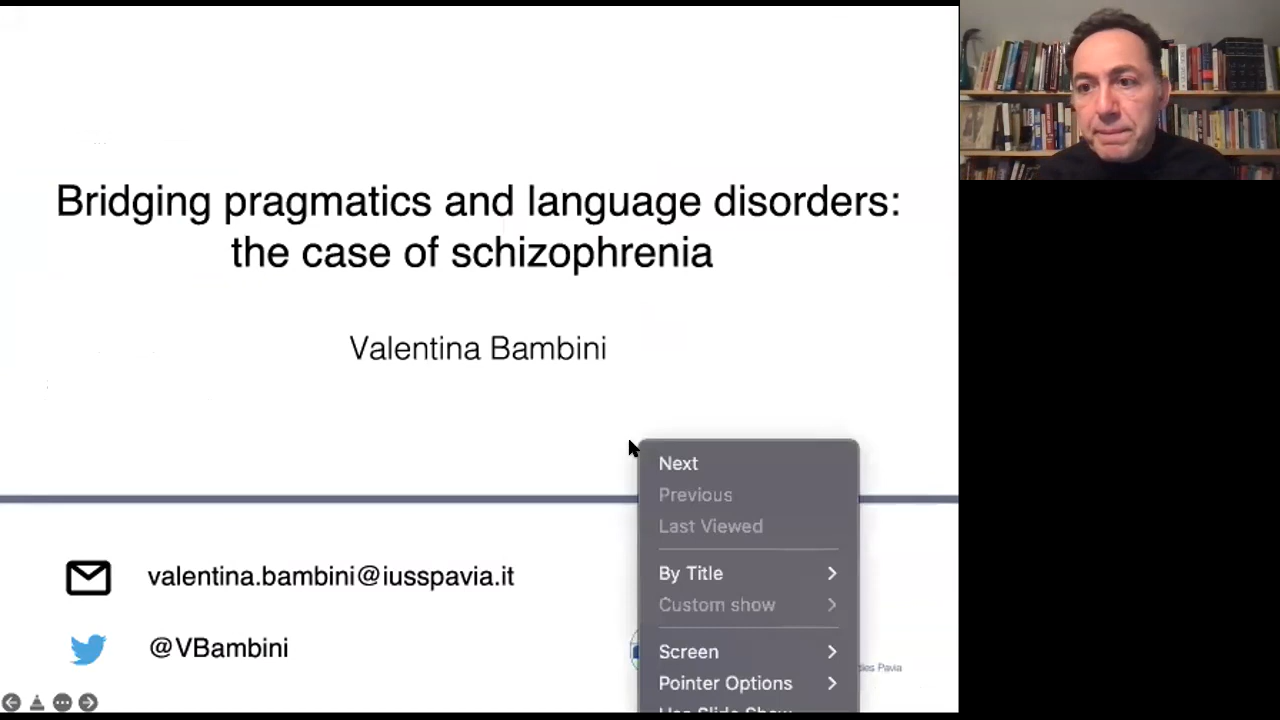 Bridging pragmatics and language disorders:
the case of schizophrenia
Valentina Bambini
Next
Previous
Last Viewed
By Title
Custom show
Screen
Pointer Options
valentina.bambini@iusspavia.it
@VBambini
Pavia